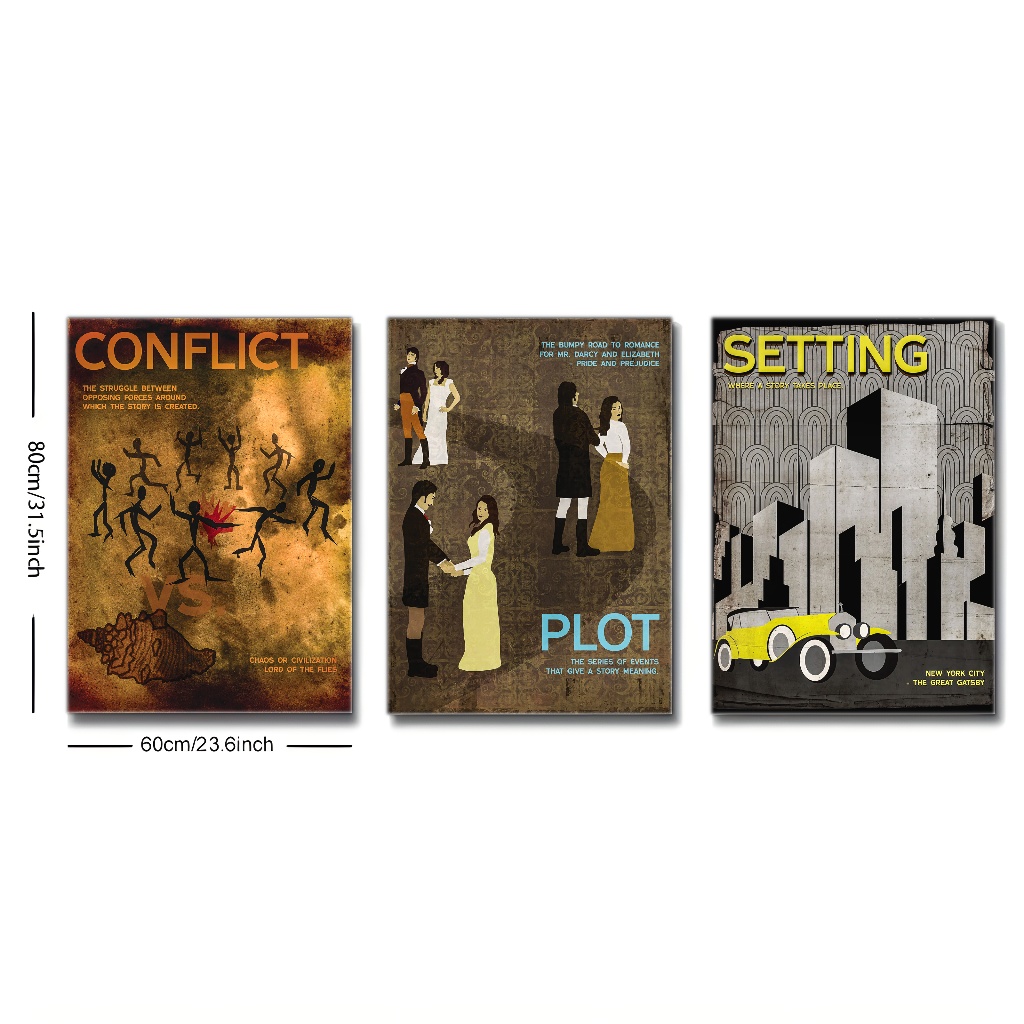 CONFLICT
THE STRUGGLE BETWEEN
OPPOSING FORCES AROUND
WHICH THE STORY IS CREATED.
VS.
CHAOS OR CIVILIZATION
- LORD OF THE FLIES
THE BUMPY ROAD TO ROMANCE
FOR MR. DARCY AND ELIZABETH
- PRIDE AND PREJUDICE
PLOT
THE SERIES OF EVENTS
THAT GIVE A STORY MEANING.
SETTING
WHERE A STORY TAKES PLACE.
NEW YORK CITY
- THE GREAT GATSBY
80cm/31.5inch
60cm/23.6inch